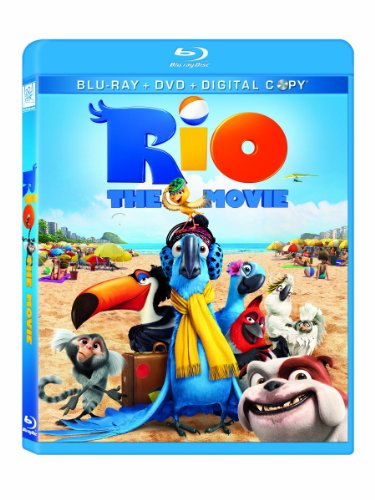 Blu-ray Disc
BLU-RAY + DVD + DIGITAL COPY
RIO
THE MOVIE
RIO THE MOVIE